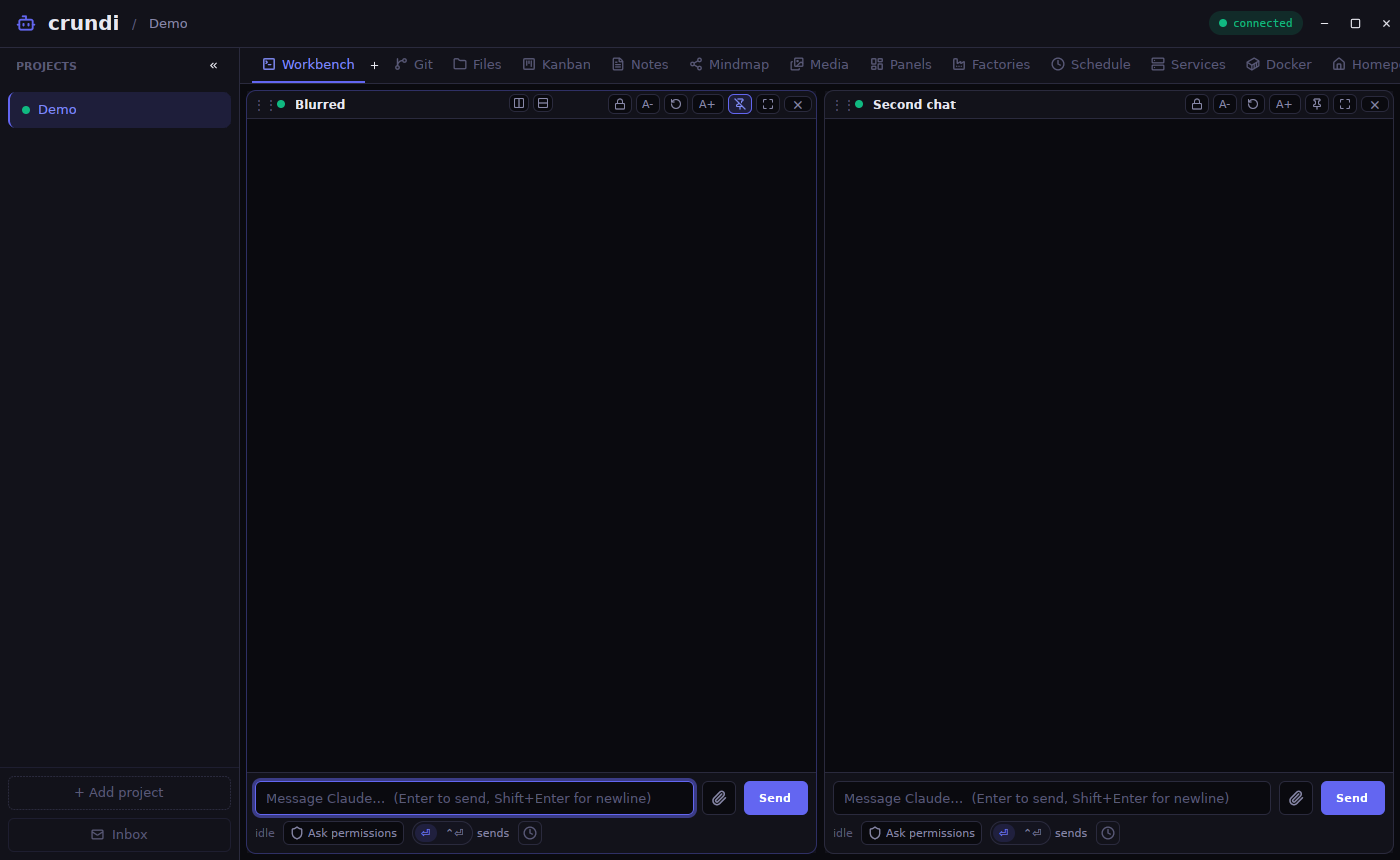 crundi / Demo
connected
PROJECTS «
Demo
+ Add project
Inbox
Workbench + Git Files Kanban Notes Mindmap Media Panels Factories Schedule Services Docker Homep
Blurred A- A+
Second chat A- A+
Message Claude... (Enter to send, Shift+Enter for newline) Send
idle Ask permissions ⏎ ⌃⏎ sends
Message Claude... (Enter to send, Shift+Enter for newline) Send
idle Ask permissions ⏎ ⌃⏎ sends